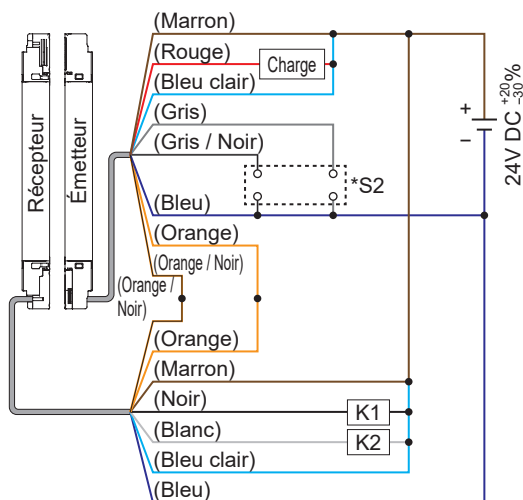 (Marron)
(Rouge)
Charge
(Bleu clair)
(Gris)
(Gris / Noir)
*S2
(Bleu)
(Orange)
(Orange / Noir)
(Orange /
Noir)
(Orange)
(Marron)
(Noir)
K1
(Blanc)
K2
(Bleu clair)
(Bleu)
Récepteur
Émetteur
+
−
24V DC +20 −30 %